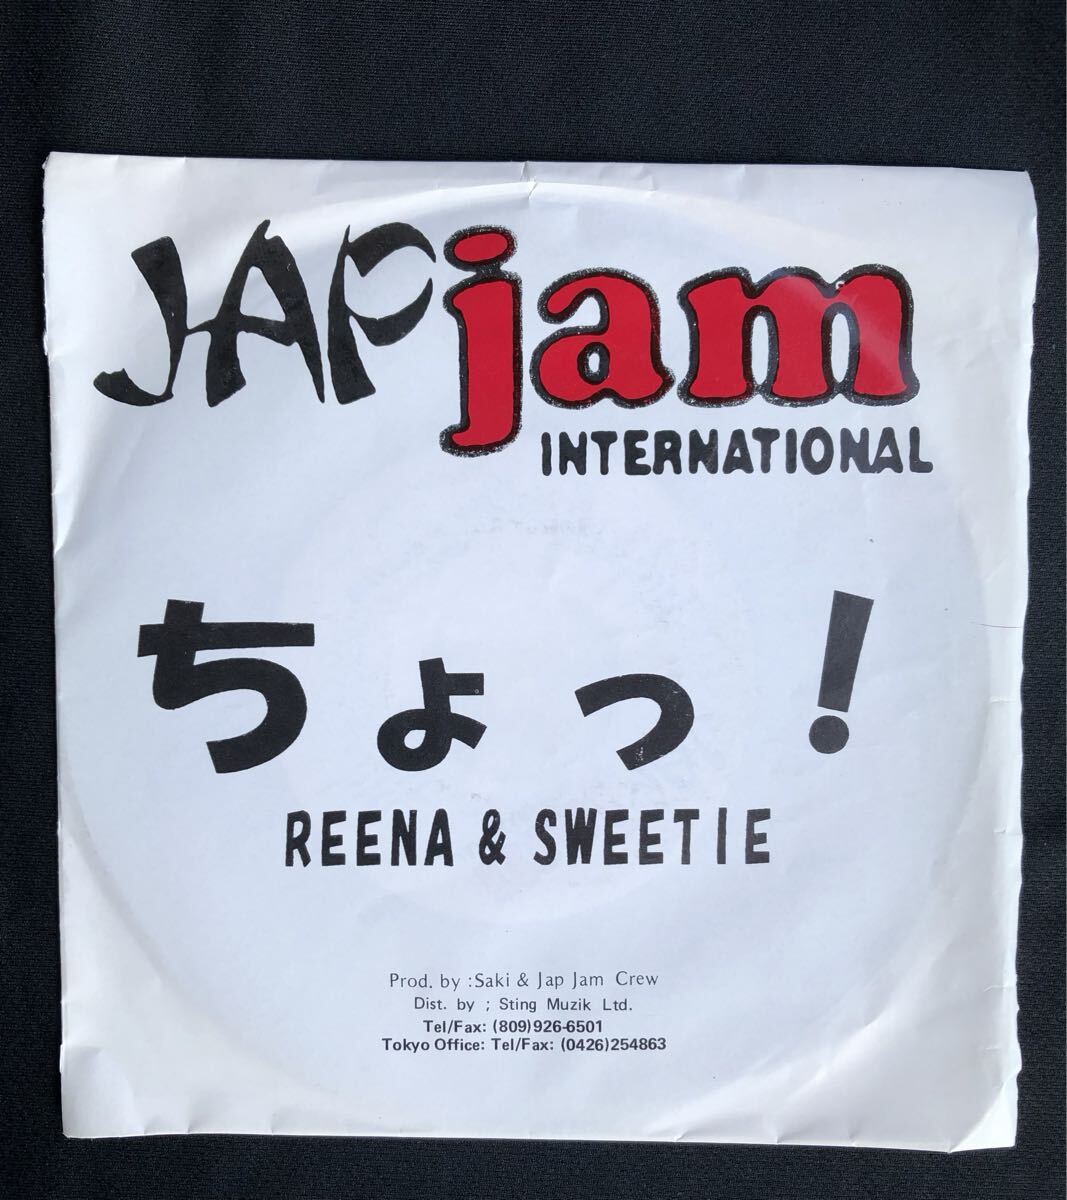 JAP jam
INTERNATIONAL
ちょっ!
REENA & SWEETIE
Prod. by :Saki & Jap Jam Crew
Dist. by ; Sting Muzik Ltd.
Tel/Fax: (809)926-6501
Tokyo Office: Tel/Fax: (0426)254863